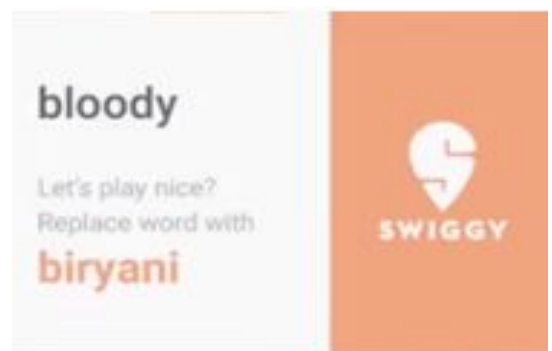 bloody
Let's play nice?
Replace word with
biryani
SWIGGY